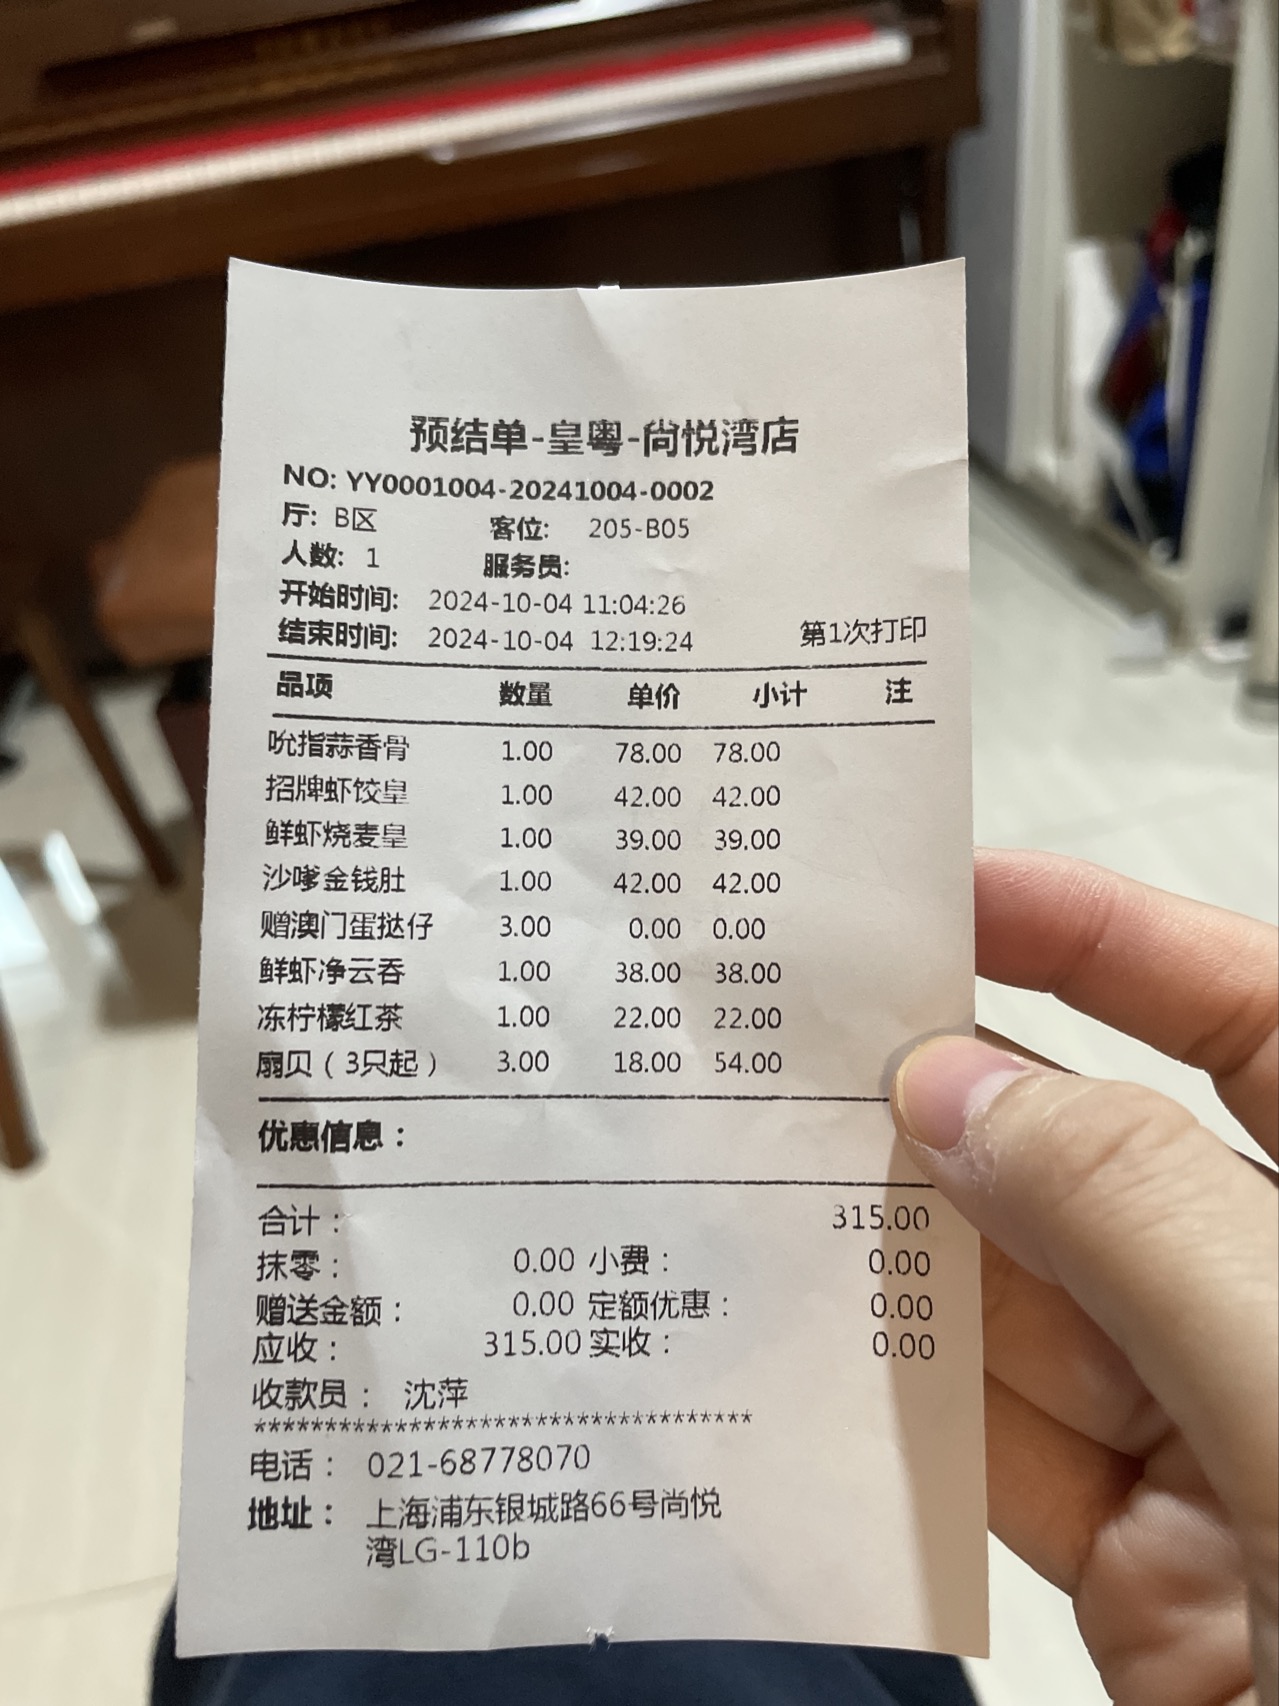 预结单-皇粤-尚悦湾店
NO: YY0001004-20241004-0002
厅: B区 客位: 205-B05
人数: 1 服务员:
开始时间: 2024-10-04 11:04:26
结束时间: 2024-10-04 12:19:24 第1次打印
品项 数量 单价 小计 注
吮指蒜香骨 1.00 78.00 78.00
招牌虾饺皇 1.00 42.00 42.00
鲜虾烧麦皇 1.00 39.00 39.00
沙嗲金钱肚 1.00 42.00 42.00
赠澳门蛋挞仔 3.00 0.00 0.00
鲜虾净云吞 1.00 38.00 38.00
冻柠檬红茶 1.00 22.00 22.00
扇贝（3只起） 3.00 18.00 54.00
优惠信息：
合计： 315.00
抹零： 0.00 小费： 0.00
赠送金额： 0.00 定额优惠： 0.00
应收： 315.00 实收： 0.00
收款员： 沈萍
***********************************
电话： 021-68778070
地址： 上海浦东银城路66号尚悦
湾LG-110b